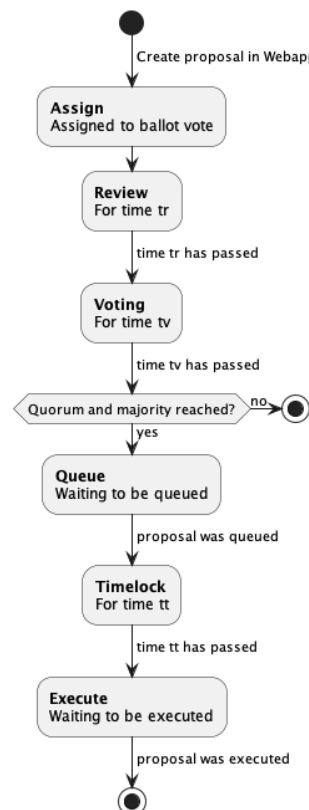 Create proposal in Webapp
Assign
Assigned to ballot vote
Review
For time tr
time tr has passed
Voting
For time tv
time tv has passed
Quorum and majority reached?
no
yes
Queue
Waiting to be queued
proposal was queued
Timelock
For time tt
time tt has passed
Execute
Waiting to be executed
proposal was executed